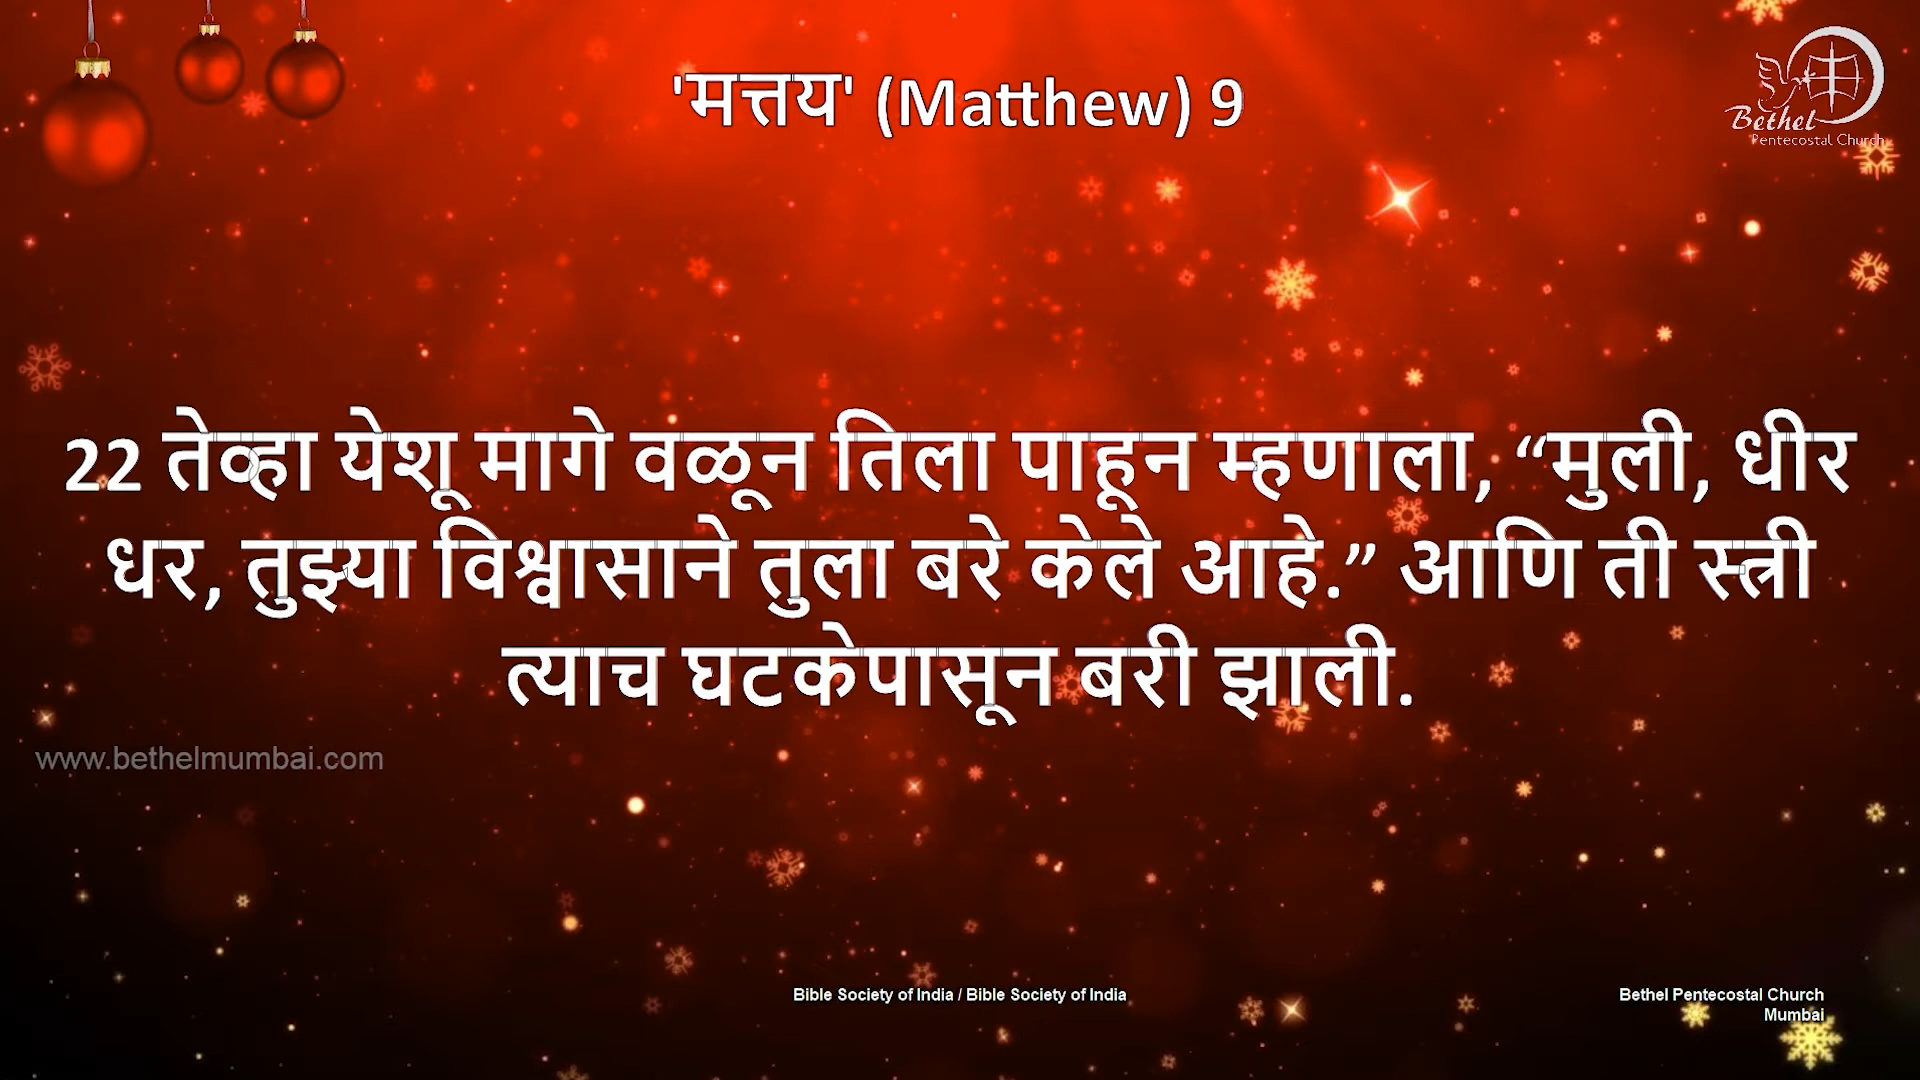 'मत्तय' (Matthew) 9
Bethel
Pentecostal Church
22 तेव्हा येशू मागे वळून तिला पाहून म्हणाला, “मुली, धीर
धर, तुझ्या विश्वासाने तुला बरे केले आहे.” आणि ती स्त्री
त्याच घटकेपासून बरी झाली.
www.bethelmumbai.com
Bible Society of India / Bible Society of India
Bethel Pentecostal Church
Mumbai